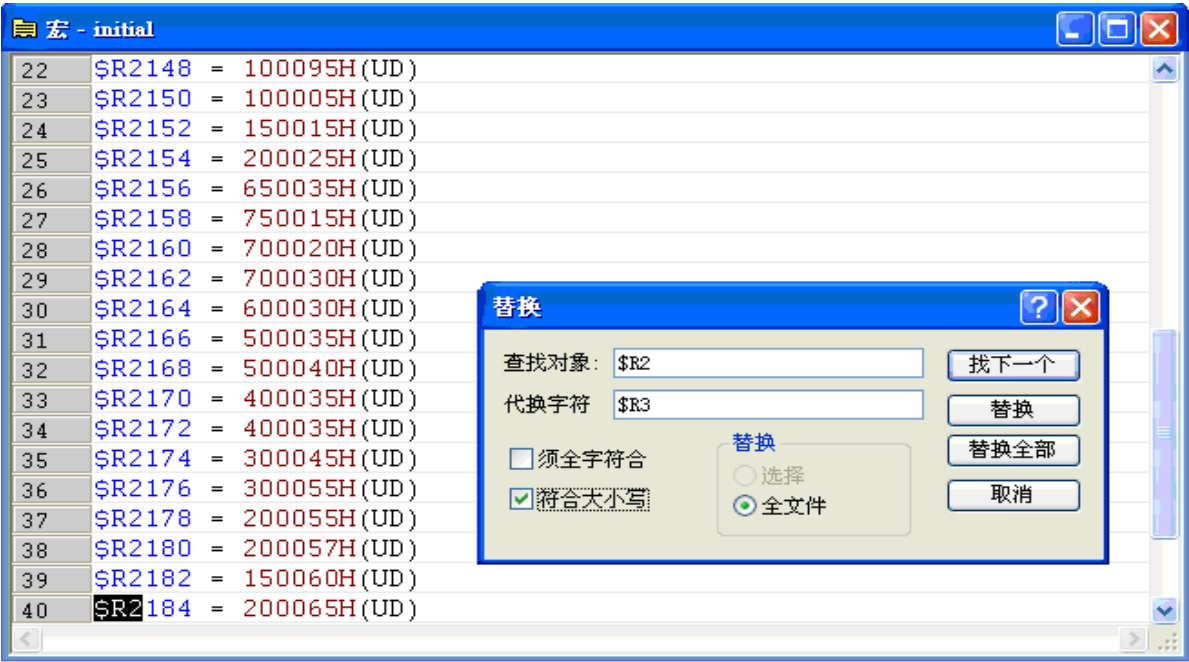 宏 - initial
22 $R2148 = 100095H(UD)
23 $R2150 = 100005H(UD)
24 $R2152 = 150015H(UD)
25 $R2154 = 200025H(UD)
26 $R2156 = 650035H(UD)
27 $R2158 = 750015H(UD)
28 $R2160 = 700020H(UD)
29 $R2162 = 700030H(UD)
30 $R2164 = 600030H(UD)
31 $R2166 = 500035H(UD)
32 $R2168 = 500040H(UD)
33 $R2170 = 400035H(UD)
34 $R2172 = 400035H(UD)
35 $R2174 = 300045H(UD)
36 $R2176 = 300055H(UD)
37 $R2178 = 200055H(UD)
38 $R2180 = 200057H(UD)
39 $R2182 = 150060H(UD)
40 $R2184 = 200065H(UD)
替换
查找对象: $R2
找下一个
代换字符 $R3
替换
须全字符合
符合大小写
替换
选择
全文件
替换全部
取消